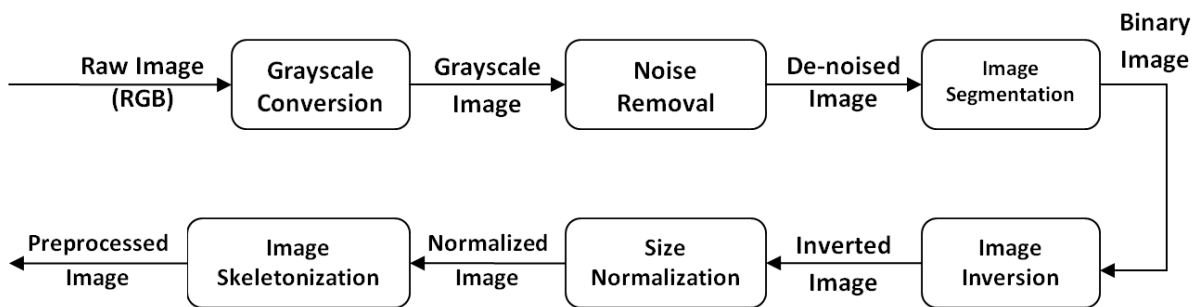 Raw Image
(RGB)
Grayscale
Conversion
Grayscale
Image
Noise
Removal
De-noised
Image
Image
Segmentation
Binary
Image
Image
Inversion
Inverted
Image
Size
Normalization
Normalized
Image
Image
Skeletonization
Preprocessed
Image